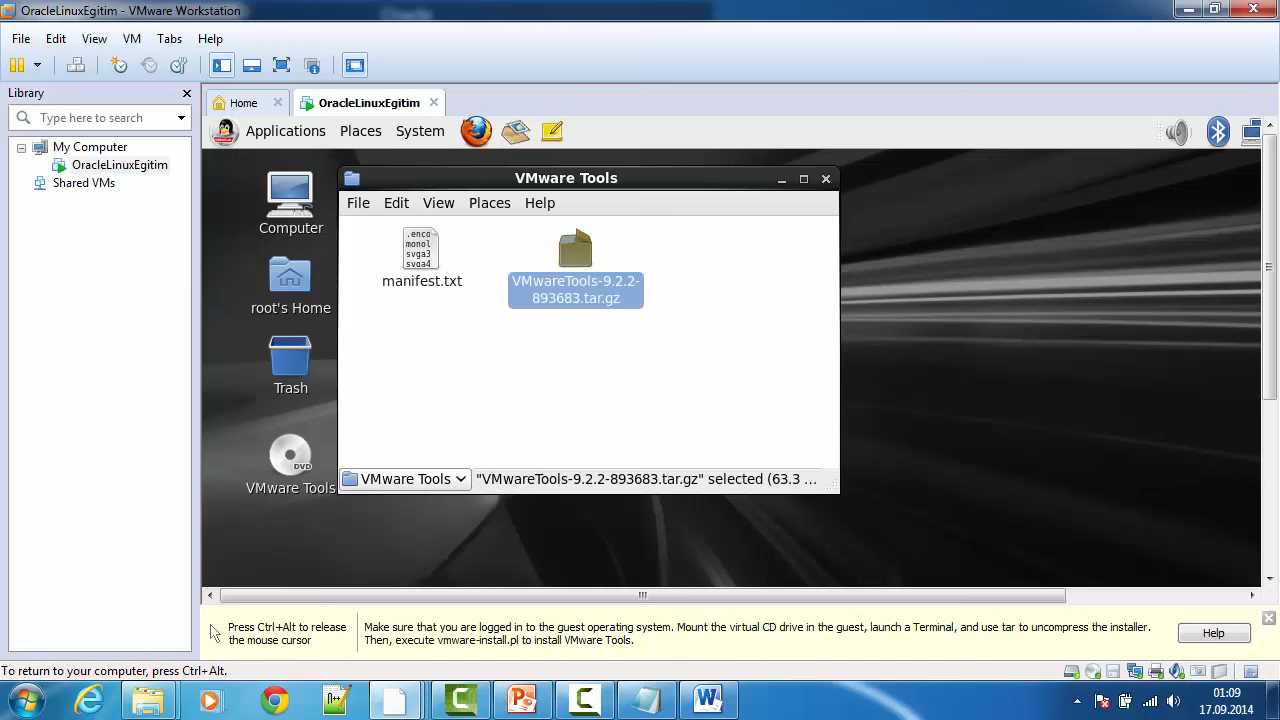 OracleLinuxEgitim - VMware Workstation
File Edit View VM Tabs Help
Library
Type here to search
My Computer
OracleLinuxEgitim
Shared VMs
Home
OracleLinuxEgitim
Applications Places System
Computer
root's Home
Trash
DVD
VMware Tools
VMware Tools
File Edit View Places Help
.enco
monol
svga3
svga4
manifest.txt
VMwareTools-9.2.2-
893683.tar.gz
VMware Tools
"VMwareTools-9.2.2-893683.tar.gz" selected (63.3 ...
Press Ctrl+Alt to release
the mouse cursor
Make sure that you are logged in to the guest operating system. Mount the virtual CD drive in the guest, launch a Terminal, and use tar to uncompress the installer.
Then, execute vmware-install.pl to install VMware Tools.
Help
To return to your computer, press Ctrl+Alt.
01:09
17.09.2014